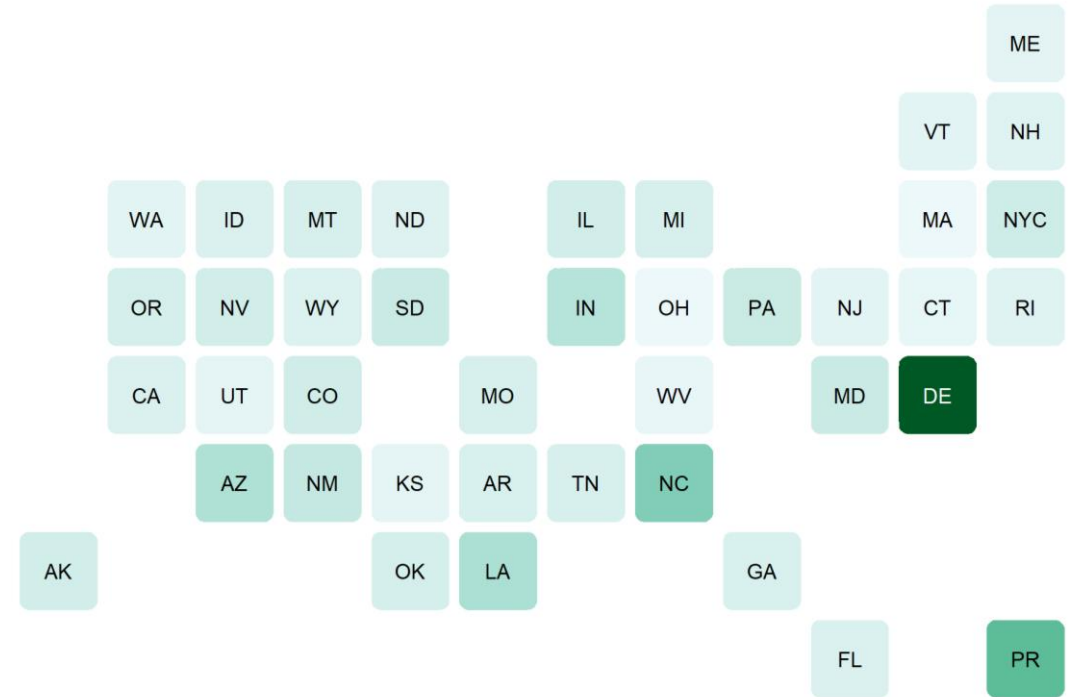 ME
VT NH
WA ID MT ND IL MI MA NYC
OR NV WY SD IN OH PA NJ CT RI
CA UT CO MO WV MD DE
AZ NM KS AR TN NC
AK OK LA GA
FL PR